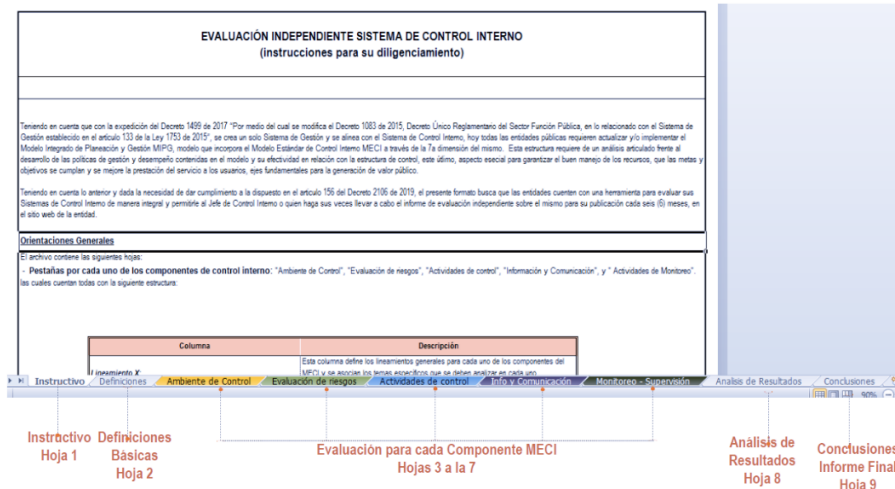 EVALUACIÓN INDEPENDIENTE SISTEMA DE CONTROL INTERNO
(instrucciones para su diligenciamiento)
Teniendo en cuenta que con la expedición del Decreto 1499 de 2017 "Por medio del cual se modifica el Decreto 1083 de 2015, Decreto Único Reglamentario del Sector Función Pública, en lo relacionado con el Sistema de
Gestión establecido en el artículo 133 de la Ley 1753 de 2015", se crea un solo Sistema de Gestión y se alinea con el Sistema de Control Interno, hoy todas las entidades públicas requieren actualizar y/o implementar el
Modelo Integrado de Planeación y Gestión MIPG, modelo que incorpora el Modelo Estándar de Control Interno MECI a través de la 7a dimensión del mismo. Esta estructura requiere de un análisis articulado frente al
desarrollo de las políticas de gestión y desempeño contenidas en el modelo y su efectividad en relación con la estructura de control, este útlimo, aspecto esecial para garantizar el buen manejo de los recursos, que las metas y
objetivos se cumplan y se mejore la prestación del servicio a los usuarios, ejes fundamentales para la generación de valor público.
Teniendo en cuenta lo anterior y dada la necesidad de dar cumplimiento a la dispuesto en el artículo 156 del Decreto 2106 de 2019, el presente formato busca que las entidades cuenten con una herramienta para evaluar sus
Sistemas de Control Interno de manera integral y permitirle al Jefe de Control Interno o quien haga sus veces llevar a cabo el informe de evaluación independiente sobre el mismo para su publicación cada seis (6) meses, en
el sitio web de la entidad.
Orientaciones Generales
El archivo contiene las siguientes hojas:
- Pestañas por cada uno de los componentes de control interno: "Ambiente de Control", "Evaluación de riesgos", "Actividades de control", "Información y Comunicación", y " Actividades de Monitoreo".
las cuales cuentan todas con la siguiente estructura:
Columna Descripción
Lineamiento X: Esta columna define los lineamientos generales para cada uno de los componentes del
MECI y se asocian los temas específicos que se deben analizar en cada uno
Instructivo Definiciones Ambiente de Control Evaluación de riesgos Actividades de control Info y Comunicación Monitoreo - Supervisión Analisis de Resultados Conclusiones
90%
Instructivo
Hoja 1
Definiciones
Básicas
Hoja 2
Evaluación para cada Componente MECI
Hojas 3 a la 7
Análisis de
Resultados
Hoja 8
Conclusiones
Informe Final
Hoja 9